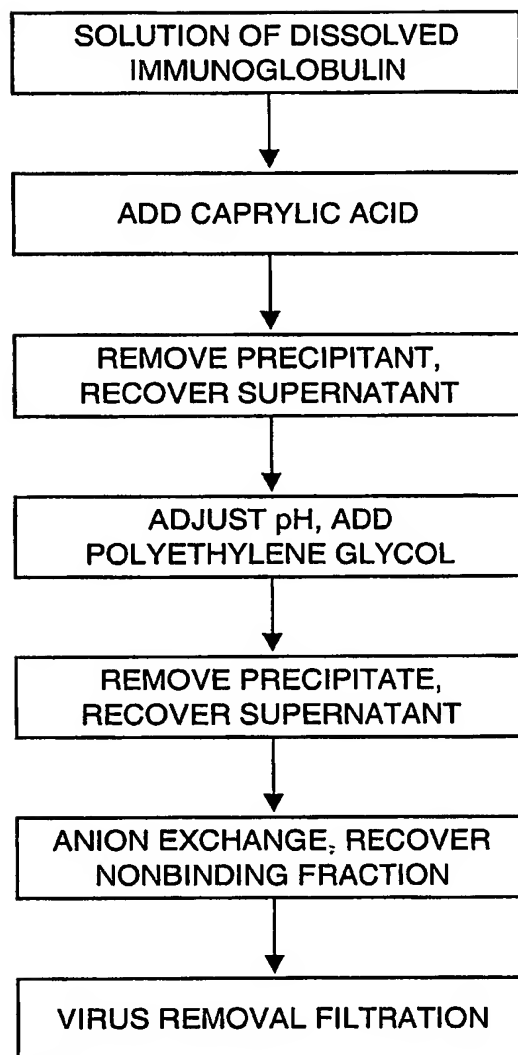 SOLUTION OF DISSOLVED
IMMUNOGLOBULIN
ADD CAPRYLIC ACID
REMOVE PRECIPITANT,
RECOVER SUPERNATANT
ADJUST pH, ADD
POLYETHYLENE GLYCOL
REMOVE PRECIPITATE,
RECOVER SUPERNATANT
ANION EXCHANGE, RECOVER
NONBINDING FRACTION
VIRUS REMOVAL FILTRATION